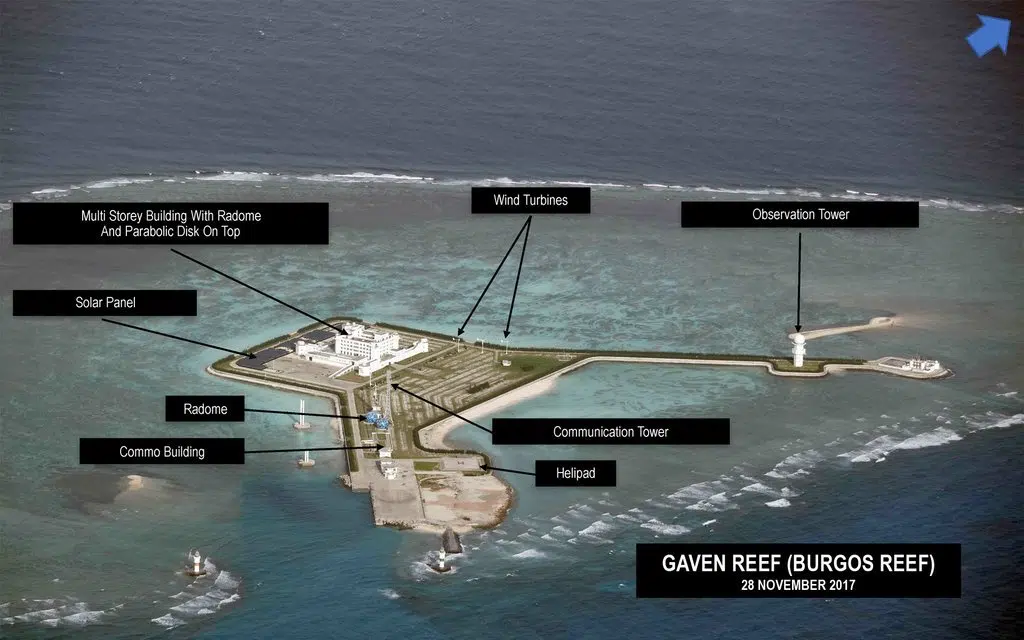 Wind Turbines
Multi Storey Building With Radome
And Parabolic Disk On Top
Observation Tower
Solar Panel
Radome
Communication Tower
Commo Building
Helipad
GAVEN REEF (BURGOS REEF)
28 NOVEMBER 2017